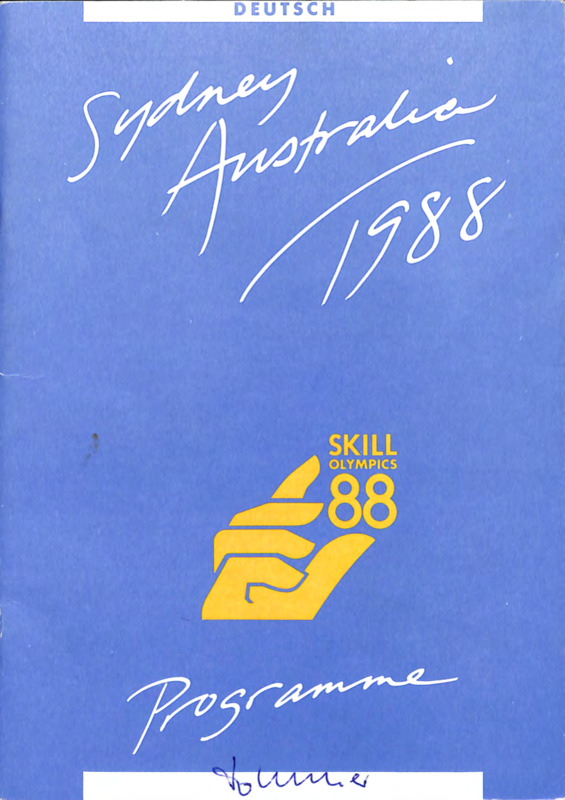 DEUTSCH
Sydney
Australia
1988
SKILL
OLYMPICS
88
Programme